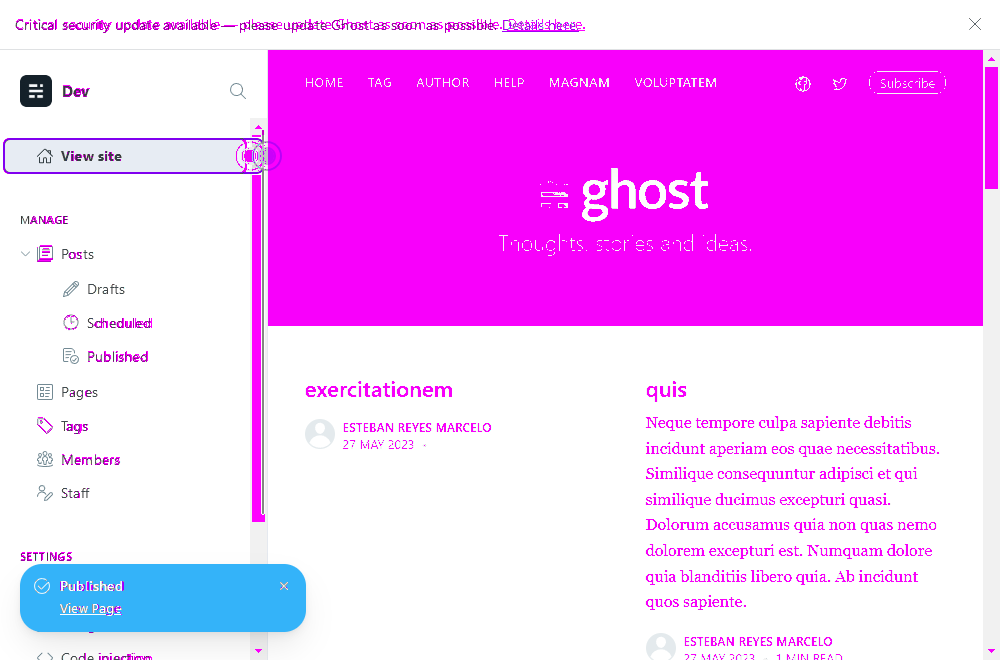 Critical security update available — please update Ghost as soon as possible. Details here.
Dev
View site
MANAGE
Posts
Drafts
Scheduled
Published
Pages
Tags
Members
Staff
SETTINGS
Published
View Page
Code injection
HOME TAG AUTHOR HELP MAGNAM VOLUPTATEM
Subscribe
ghost
Thoughts, stories and ideas.
exercitationem
ESTEBAN REYES MARCELO
27 MAY 2023 ·
quis
Neque tempore culpa sapiente debitis
incidunt aperiam eos quae necessitatibus.
Similique consequuntur adipisci et qui
similique ducimus excepturi quasi.
Dolorum accusamus quia non quas nemo
dolorem excepturi est. Numquam dolore
quia blanditiis libero quia. Ab incidunt
quos sapiente.
ESTEBAN REYES MARCELO
27 MAY 2023 · 1 MIN READ